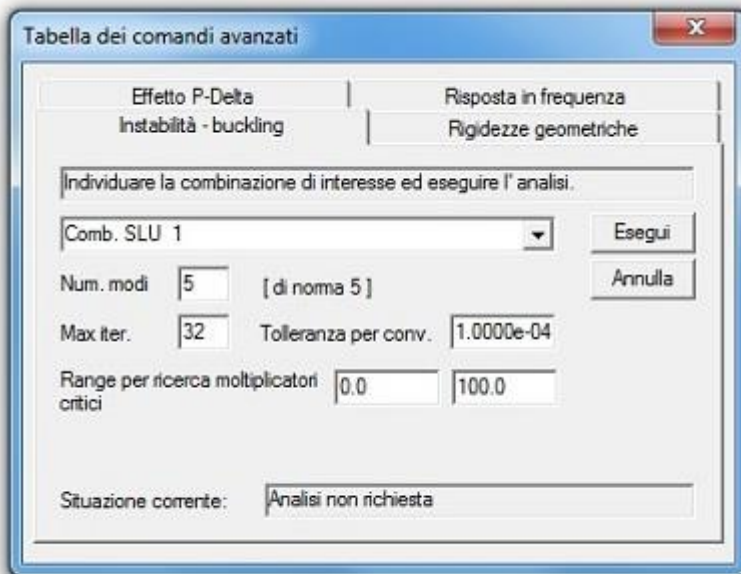 Tabella dei comandi avanzati
Effetto P-Delta
Risposta in frequenza
Instabilità - buckling
Rigidezze geometriche
Individuare la combinazione di interesse ed eseguire l' analisi.
Comb. SLU 1
Esegui
Num. modi 5 [ di norma 5 ]
Annulla
Max iter. 32 Tolleranza per conv. 1.0000e-04
Range per ricerca moltiplicatori 0.0 100.0
critici
Situazione corrente: Analisi non richiesta